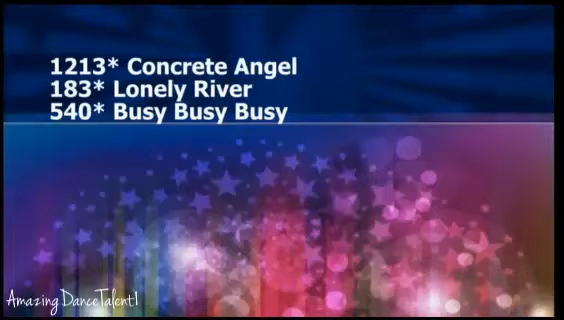 1213* Concrete Angel
183* Lonely River
540* Busy Busy Busy
AmazingDanceTalent1